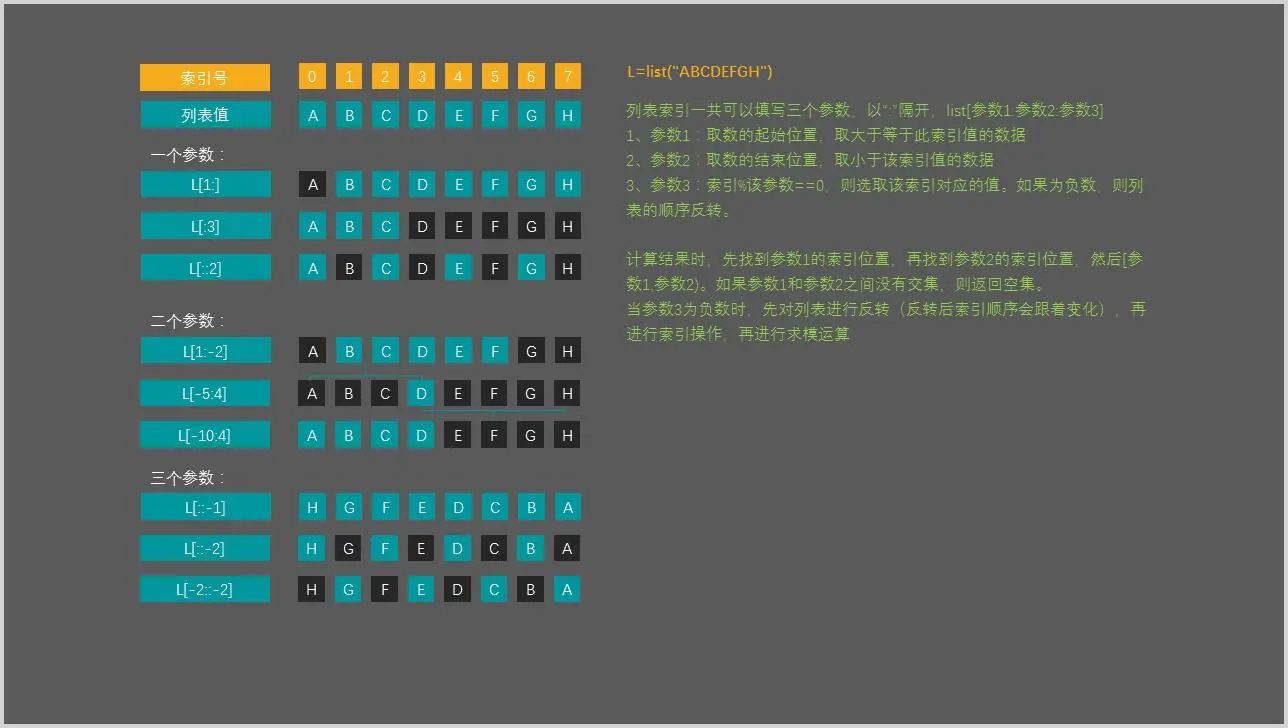 索引号 0 1 2 3 4 5 6 7
列表值 A B C D E F G H
一个参数：
L[1:] A B C D E F G H
L[:3] A B C D E F G H
L[::2] A B C D E F G H
二个参数：
L[1:-2] A B C D E F G H
L[-5:4] A B C D E F G H
L[-10:4] A B C D E F G H
三个参数：
L[::-1] H G F E D C B A
L[::-2] H G F E D C B A
L[-2::-2] H G F E D C B A
L=list("ABCDEFGH")
列表索引一共可以填写三个参数，以“:”隔开，list[参数1:参数2:参数3]
1、参数1：取数的起始位置，取大于等于此索引值的数据
2、参数2：取数的结束位置，取小于该索引值的数据
3、参数3：索引%该参数==0，则选取该索引对应的值。如果为负数，则列
表的顺序反转。
计算结果时，先找到参数1的索引位置，再找到参数2的索引位置，然后[参
数1,参数2)。如果参数1和参数2之间没有交集，则返回空集。
当参数3为负数时，先对列表进行反转（反转后索引顺序会跟着变化），再
进行索引操作，再进行求模运算